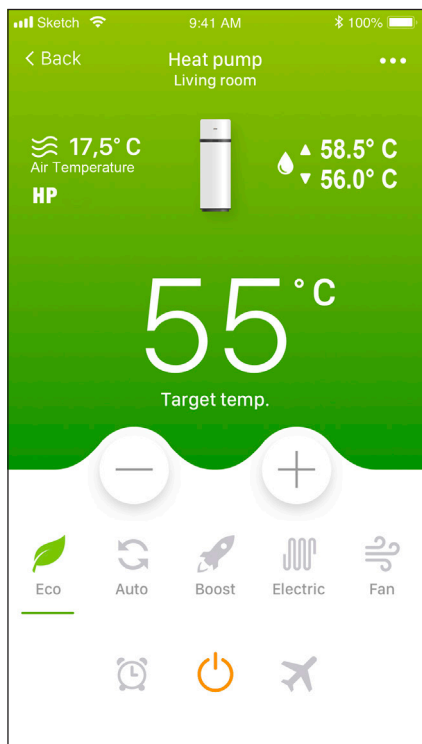 Sketch 9:41 AM 100%
Back
Heat pump
Living room
17,5° C
Air Temperature
HP
▲ 58.5° C
▼ 56.0° C
55° C
Target temp.
Eco Auto Boost Electric Fan